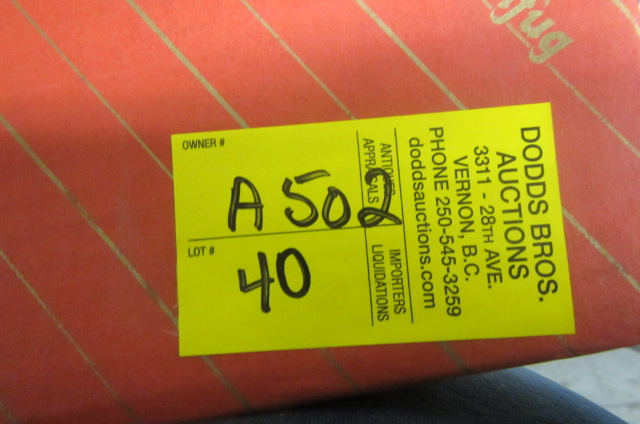 DODDS BROS.
AUCTIONS
3311 - 28TH AVE.
VERNON, B.C.
PHONE 250-545-3259
doddsauctions.com
ANTIQUES IMPORTERS
APPRAISALS LIQUIDATIONS
OWNER #
A 502
LOT #
40